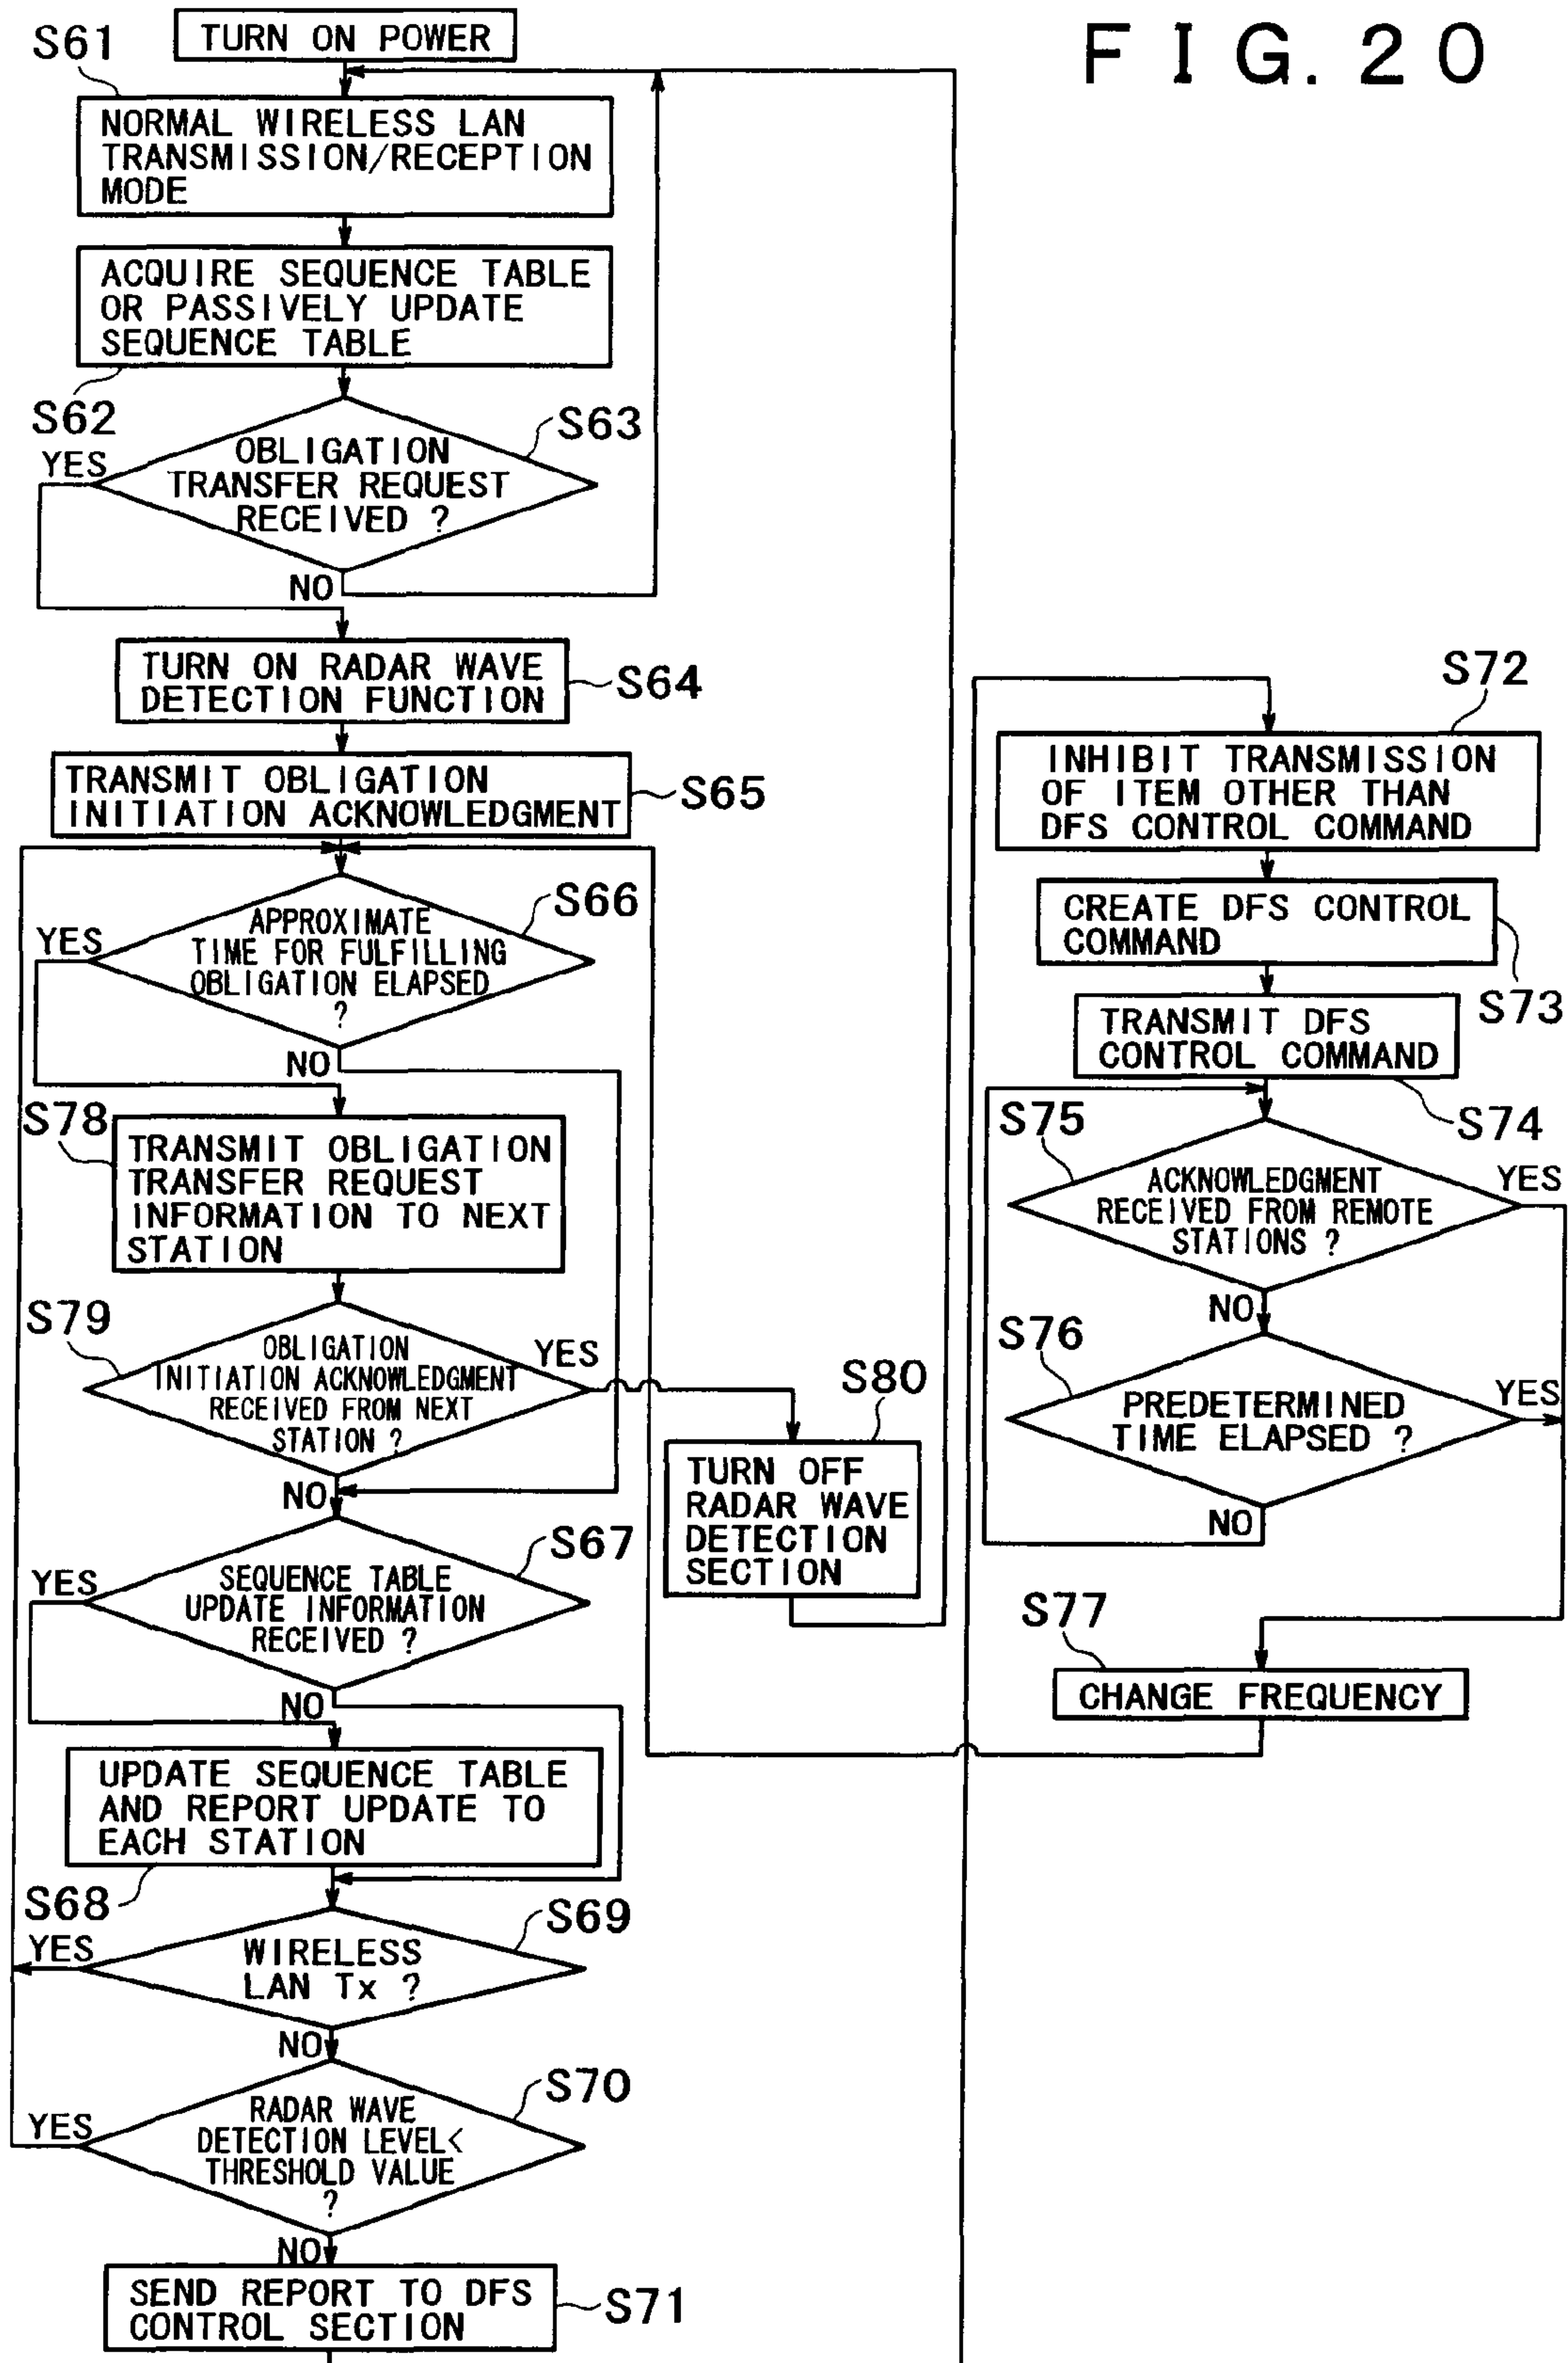 FIG. 20
TURN ON POWER
S61
NORMAL WIRELESS LAN
TRANSMISSION/RECEPTION
MODE
ACQUIRE SEQUENCE TABLE
OR PASSIVELY UPDATE
SEQUENCE TABLE
S62
S63
OBLIGATION
TRANSFER REQUEST
RECEIVED ?
YES
NO
TURN ON RADAR WAVE
DETECTION FUNCTION
S64
TRANSMIT OBLIGATION
INITIATION ACKNOWLEDGMENT
S65
S66
APPROXIMATE
TIME FOR FULFILLING
OBLIGATION ELAPSED
?
YES
NO
S78
TRANSMIT OBLIGATION
TRANSFER REQUEST
INFORMATION TO NEXT
STATION
S79
OBLIGATION
INITIATION ACKNOWLEDGMENT
RECEIVED FROM NEXT
STATION ?
YES
NO
S80
TURN OFF
RADAR WAVE
DETECTION
SECTION
S67
SEQUENCE TABLE
UPDATE INFORMATION
RECEIVED ?
YES
NO
UPDATE SEQUENCE TABLE
AND REPORT UPDATE TO
EACH STATION
S68
S69
WIRELESS
LAN Tx ?
YES
NO
S70
RADAR WAVE
DETECTION LEVEL<
THRESHOLD VALUE
?
YES
NO
SEND REPORT TO DFS
CONTROL SECTION
S71
S72
INHIBIT TRANSMISSION
OF ITEM OTHER THAN
DFS CONTROL COMMAND
CREATE DFS CONTROL
COMMAND
S73
TRANSMIT DFS
CONTROL COMMAND
S74
S75
ACKNOWLEDGMENT
RECEIVED FROM REMOTE
STATIONS ?
YES
NO
S76
PREDETERMINED
TIME ELAPSED ?
YES
NO
S77
CHANGE FREQUENCY